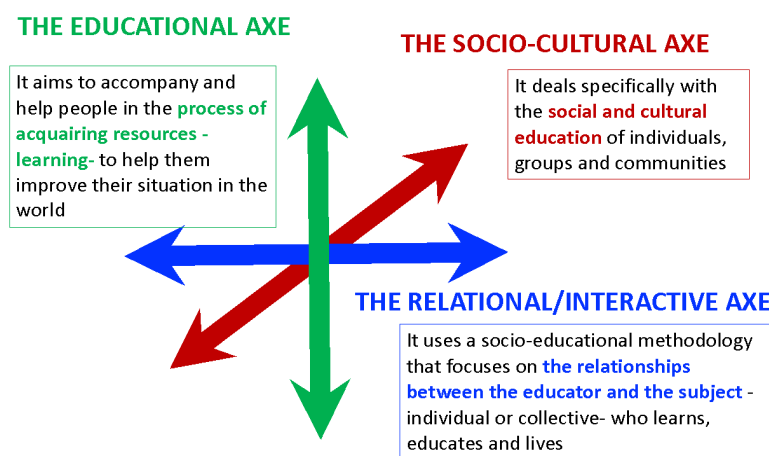 THE EDUCATIONAL AXE
It aims to accompany and
help people in the process of
acquairing resources -
learning- to help them
improve their situation in the
world
THE SOCIO-CULTURAL AXE
It deals specifically with
the social and cultural
education of individuals,
groups and communities
THE RELATIONAL/INTERACTIVE AXE
It uses a socio-educational methodology
that focuses on the relationships
between the educator and the subject -
individual or collective- who learns,
educates and lives